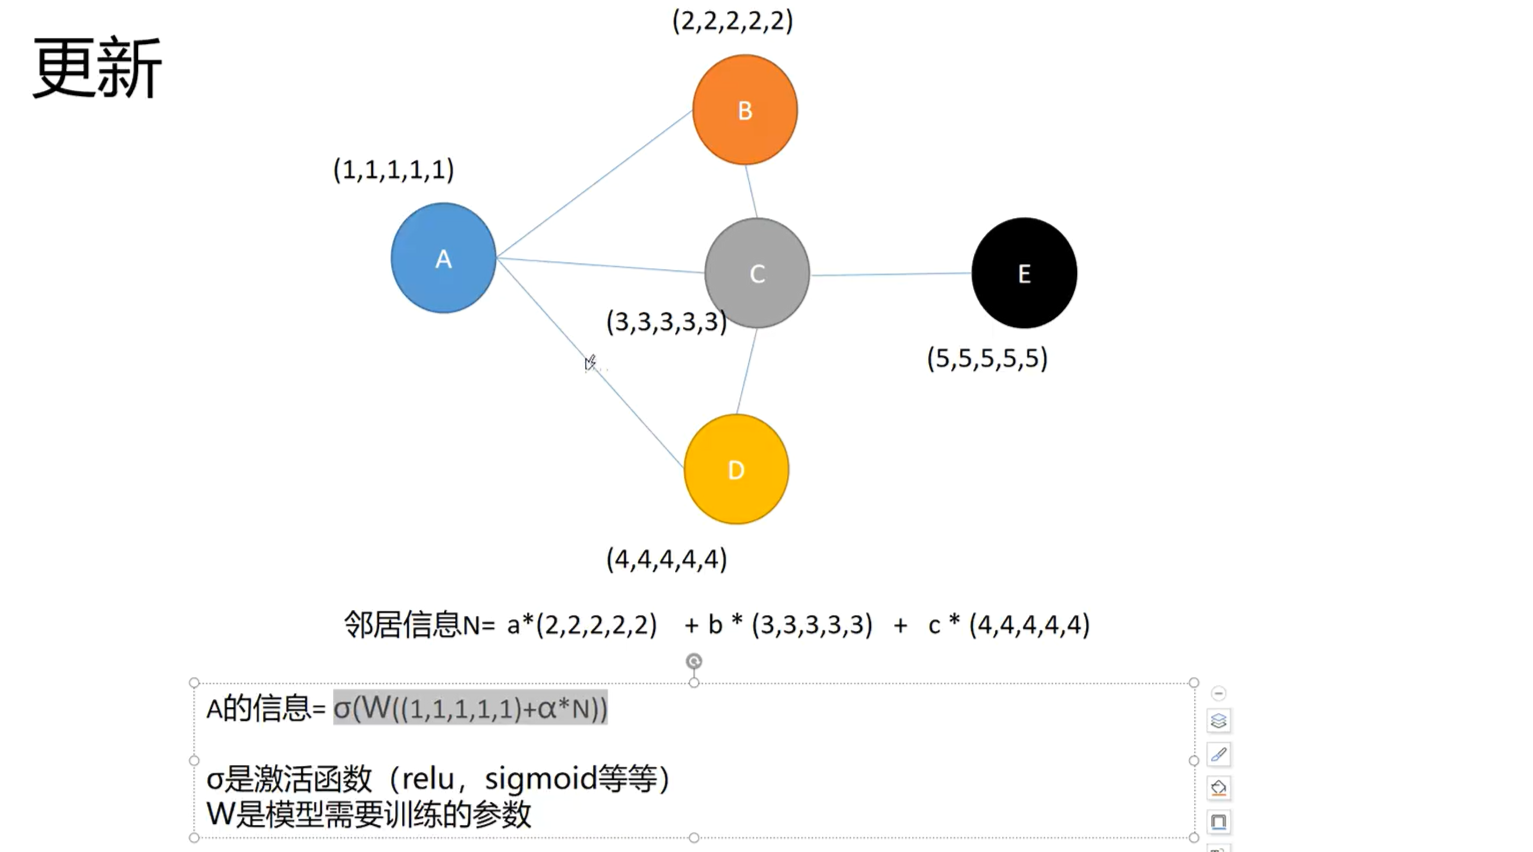 更新
(2,2,2,2,2)
B
(1,1,1,1,1)
A
C
E
(3,3,3,3,3)
(5,5,5,5,5)
D
(4,4,4,4,4)
邻居信息N= a*(2,2,2,2,2) + b * (3,3,3,3,3) + c * (4,4,4,4,4)
A的信息= σ(W((1,1,1,1,1)+α*N))
σ是激活函数（relu，sigmoid等等）
W是模型需要训练的参数